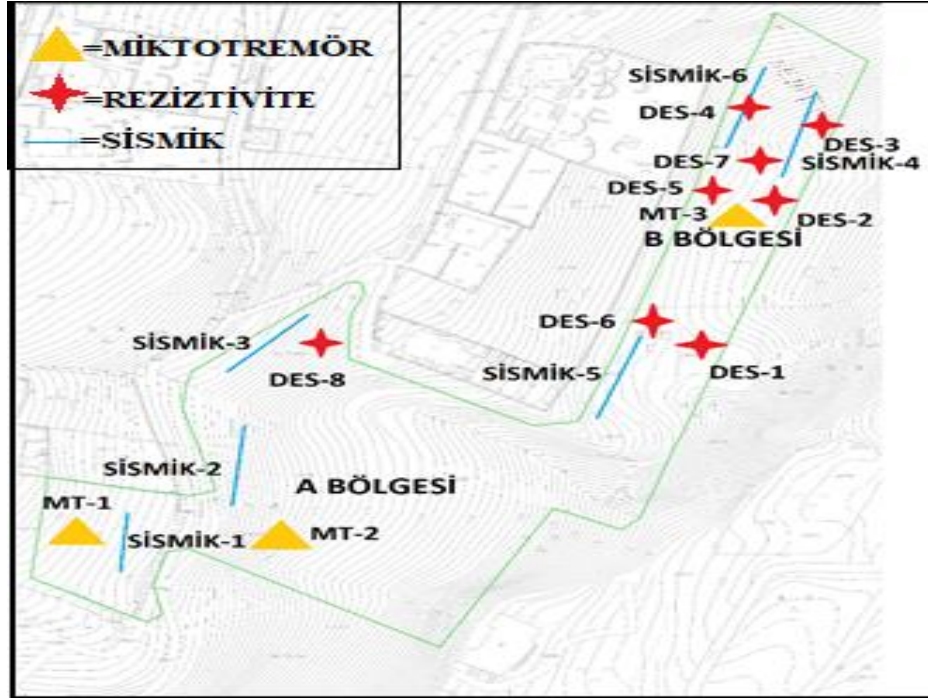 =MİKTOTREMÖR
=REZİZTİVİTE
=SİSMİK
SİSMİK-6
DES-4
DES-3
DES-7
SİSMİK-4
DES-5
MT-3
DES-2
B BÖLGESİ
DES-6
SİSMİK-3
SİSMİK-5
DES-1
DES-8
SİSMİK-2
A BÖLGESİ
MT-1
SİSMİK-1
MT-2